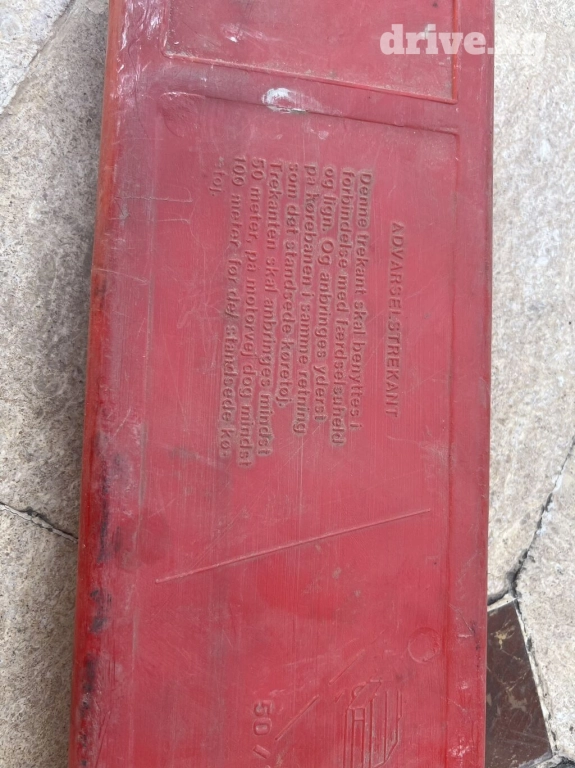 drive.kg
ADVARSELSTREKANT
Denne trekant skal benyttes i
forbindelse med færdselsuheld
og lign. Og anbringes yderst
på kørebanen i samme retning
som det standsede køretøj.
Trekanten skal anbringes mindst
50 meter, på motorvej dog mindst
100 meter, for det standsede kø-
tøj.
50